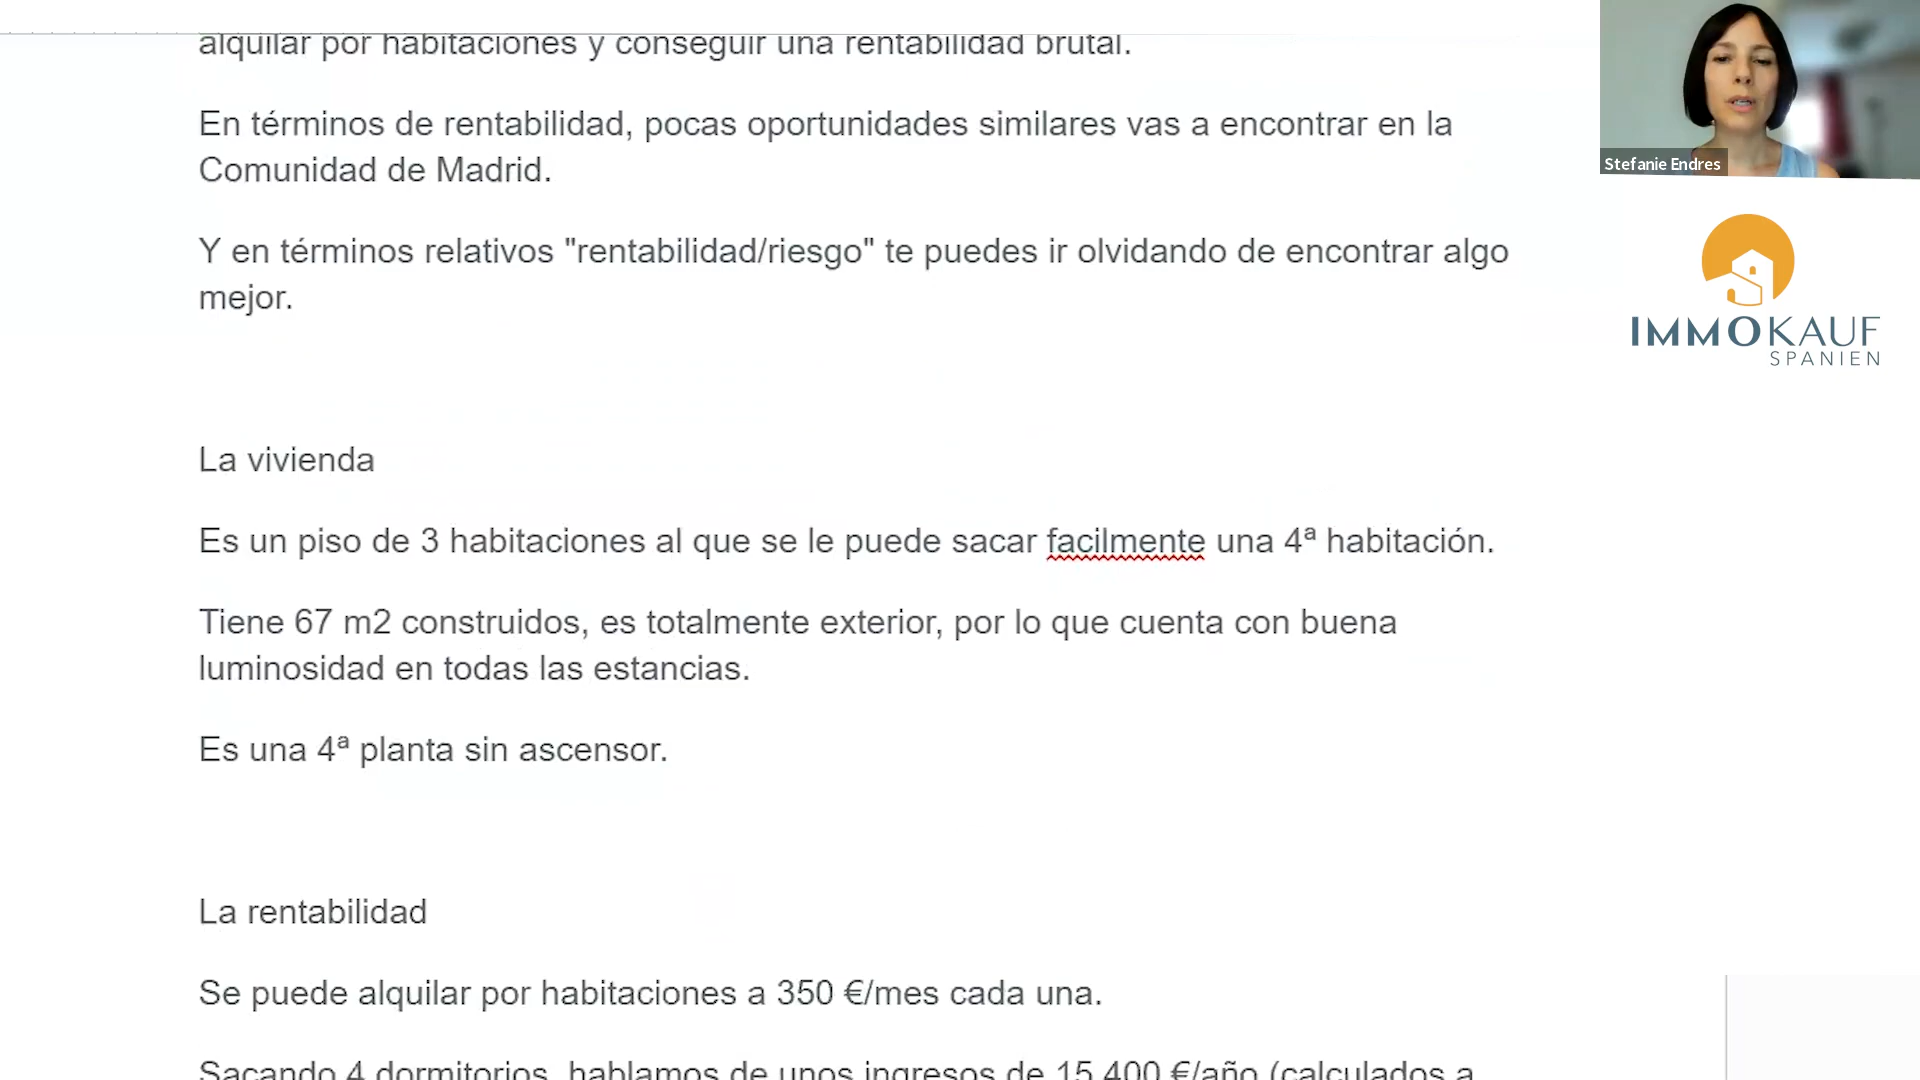 alquilar por habitaciones y conseguir una rentabilidad brutal.
En términos de rentabilidad, pocas oportunidades similares vas a encontrar en la
Comunidad de Madrid.
Y en términos relativos "rentabilidad/riesgo" te puedes ir olvidando de encontrar algo
mejor.
La vivienda
Es un piso de 3 habitaciones al que se le puede sacar facilmente una 4ª habitación.
Tiene 67 m2 construidos, es totalmente exterior, por lo que cuenta con buena
luminosidad en todas las estancias.
Es una 4ª planta sin ascensor.
La rentabilidad
Se puede alquilar por habitaciones a 350 €/mes cada una.
Sacando 4 dormitorios, hablamos de unos ingresos de 15.400 €/año (calculados a
Stefanie Endres
IMMOKAUF
SPANIEN